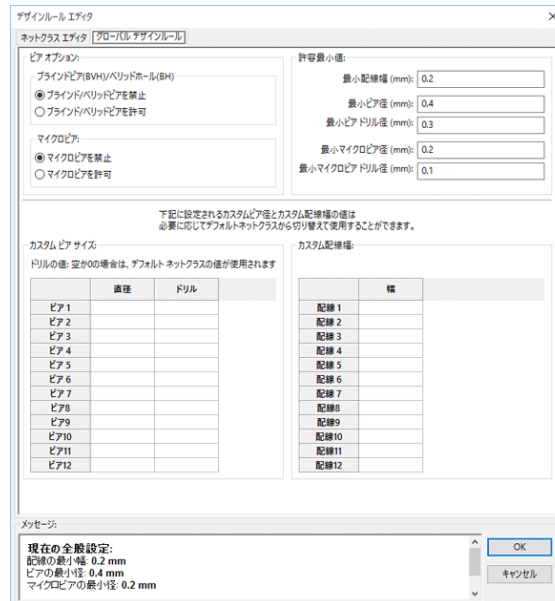 デザインルール エディタ
ネットクラス エディタ グローバル デザインルール
ビア オプション:
ブラインドビア(BVH)/ベリッドホール(BH)
ブラインド/ベリッドビアを禁止
ブラインド/ベリッドビアを許可
マイクロビア:
マイクロビアを禁止
マイクロビアを許可
許容最小値:
最小配線幅 (mm): 0.2
最小ビア径 (mm): 0.4
最小ビアドリル径 (mm): 0.3
最小マイクロビア径 (mm): 0.2
最小マイクロビアドリル径 (mm): 0.1
下記に設定されるカスタムビア径とカスタム配線幅の値は
必要に応じてデフォルトネットクラスから切り替えて使用することができます。
カスタム ビア サイズ:
ドリルの値: 空か0の場合は、デフォルト ネットクラスの値が使用されます
直径 ドリル
ビア 1
ビア 2
ビア 3
ビア 4
ビア 5
ビア 6
ビア 7
ビア8
ビア9
ビア10
ビア11
ビア12
カスタム配線幅:
幅
配線 1
配線 2
配線 3
配線 4
配線 5
配線 6
配線 7
配線8
配線9
配線10
配線11
配線12
メッセージ:
現在の全般設定:
配線の最小幅: 0.2 mm
ビアの最小径: 0.4 mm
マイクロビアの最小径: 0.2 mm
OK
キャンセル